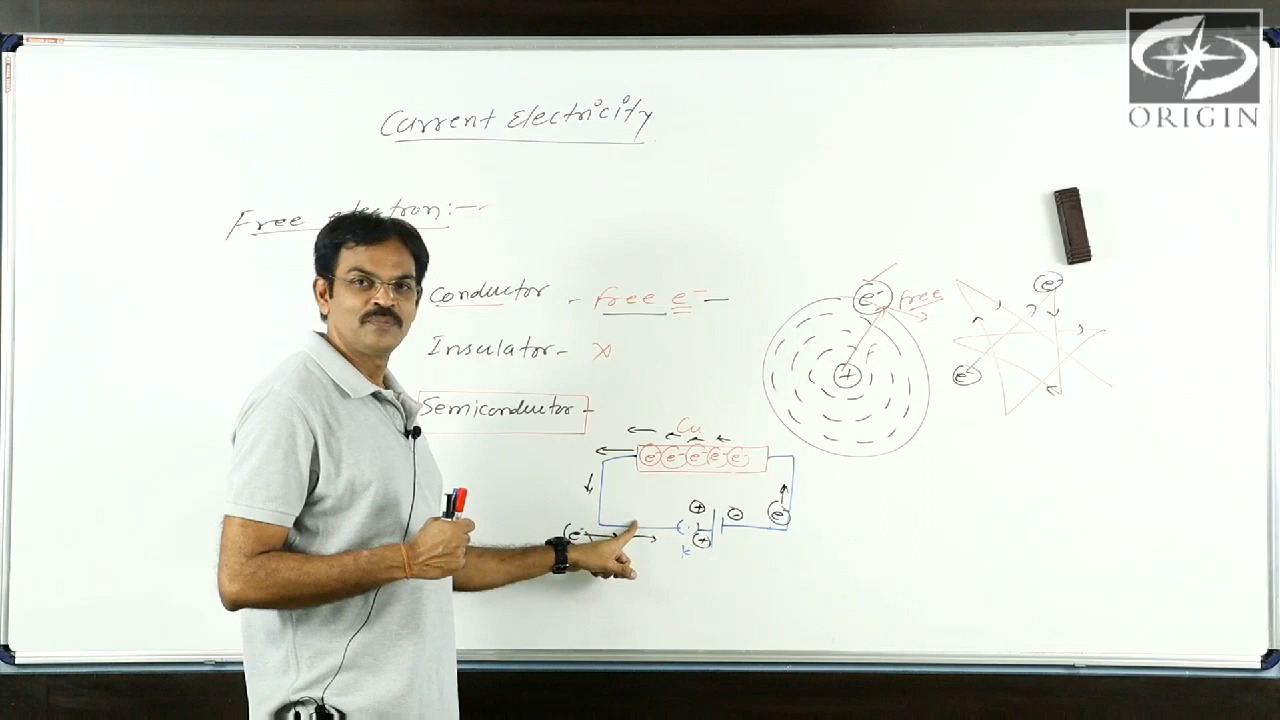 ORIGIN
Current Electricity
Free electron:-
Conductor - free e⁻ -
Insulator - x
Semiconductor -
e⁻ free
F
+
e⁻
e⁻
Cu
e⁻ e⁻ e⁻ e⁻ e⁻
+ - e⁻
e⁻ +
K